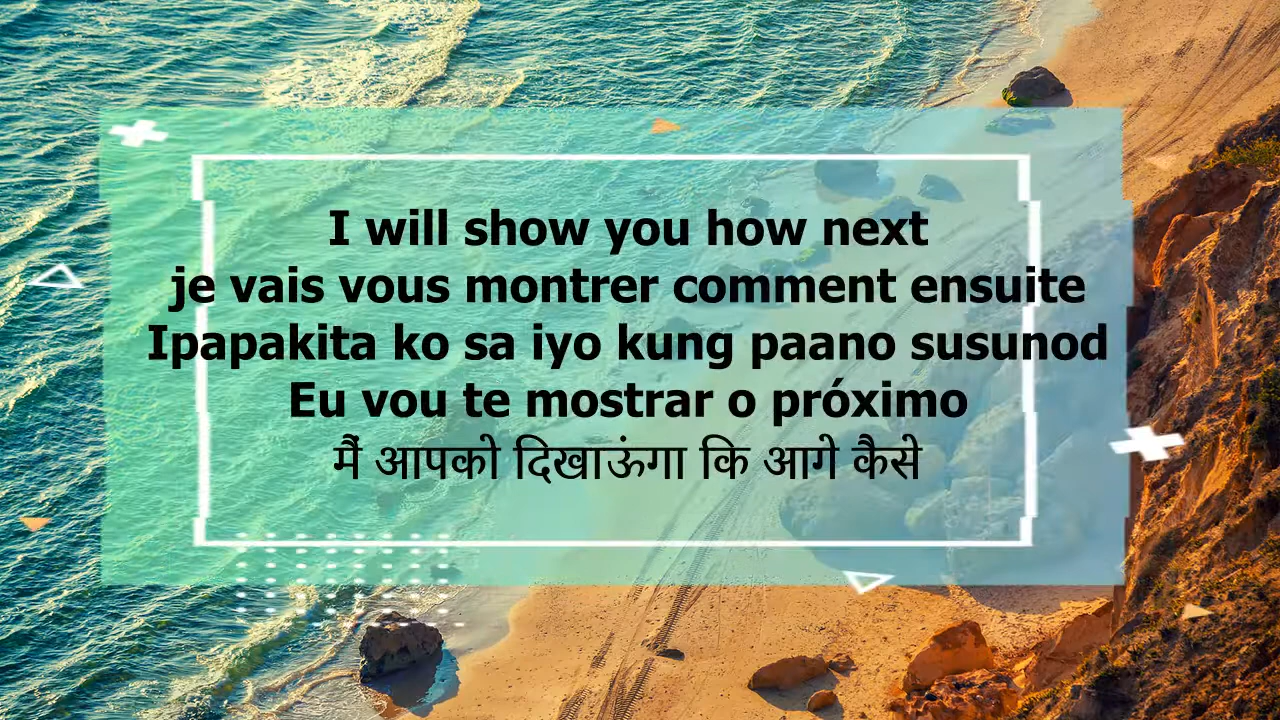 I will show you how next
je vais vous montrer comment ensuite
Ipapakita ko sa iyo kung paano susunod
Eu vou te mostrar o próximo
मैं आपको दिखाऊंगा कि आगे कैसे